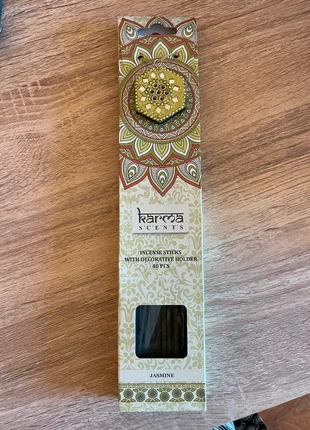 karma
SCENTS
INCENSE STICKS
WITH DECORATIVE HOLDER
40 PCS
JASMINE